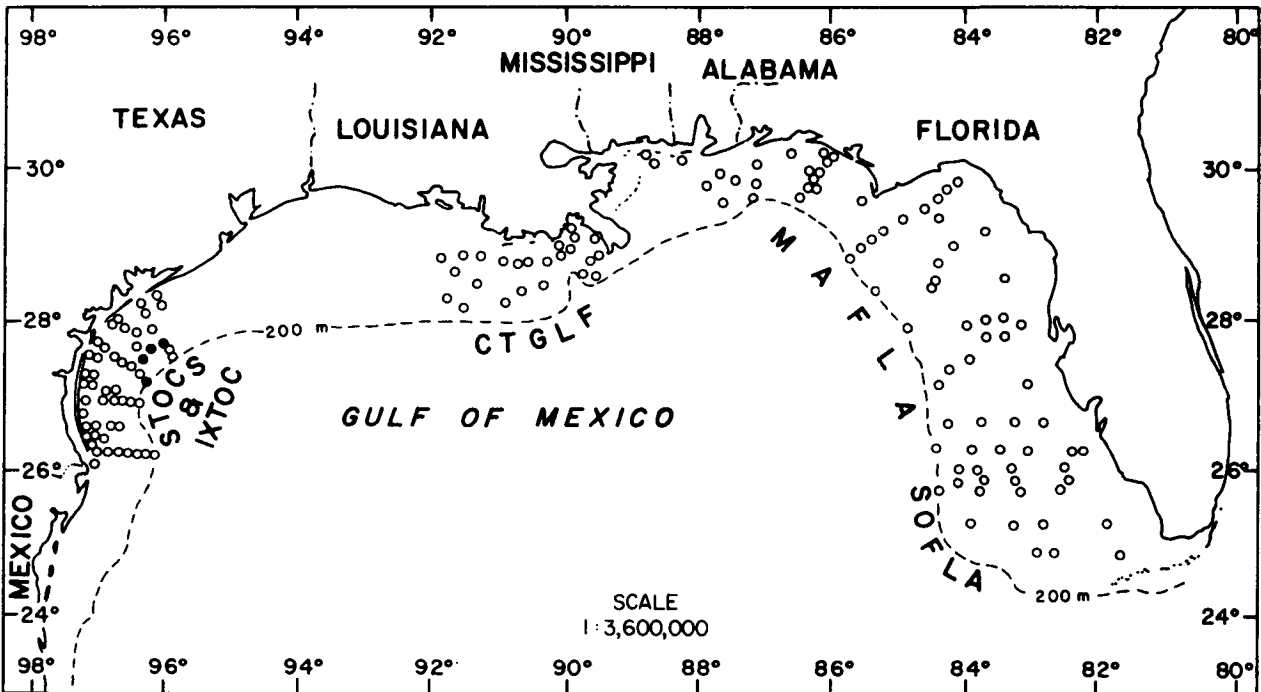 98° 96° 94° 92° 90° 88° 86° 84° 82° 80°
MISSISSIPPI ALABAMA
TEXAS LOUISIANA FLORIDA
30° 30°
28° 28°
200 m
CTGLF
MAFLA
STOCS
&
IXTOC
GULF OF MEXICO
26° 26°
MEXICO
SOFLA
200 m
SCALE
1:3,600,000
24° 24°
98° 96° 94° 92° 90° 88° 86° 84° 82° 80°